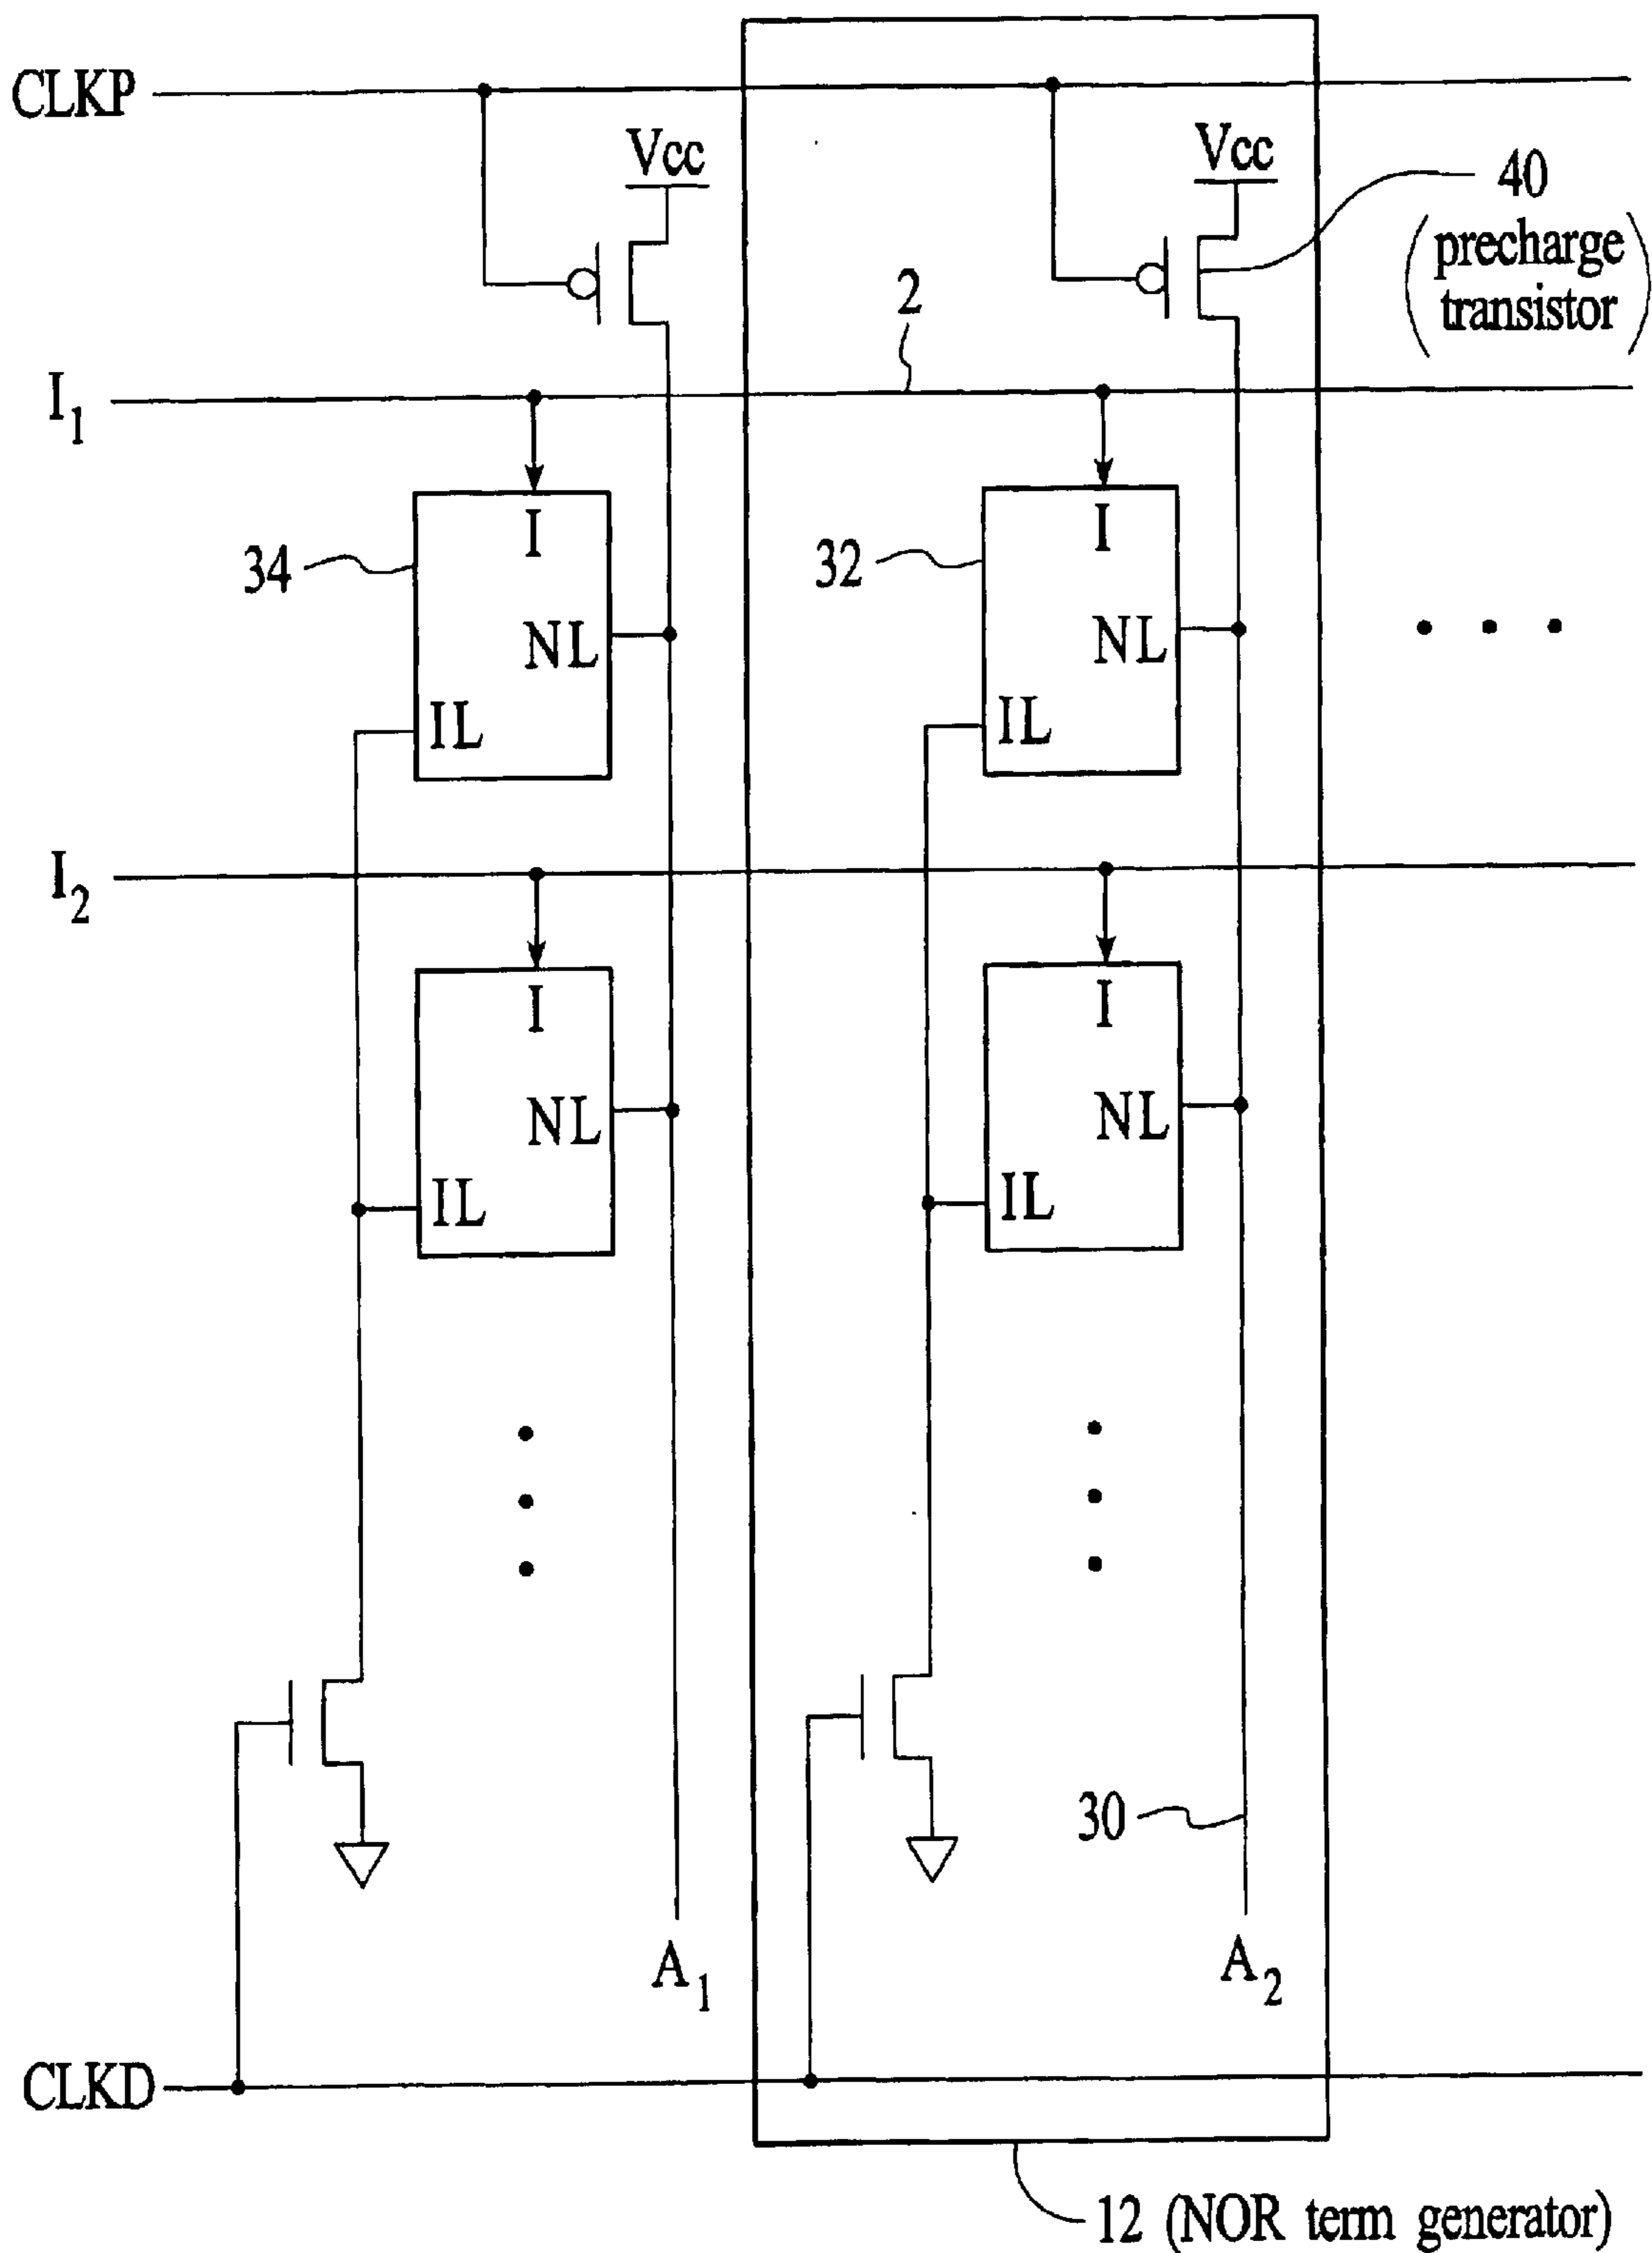 CLKP
Vcc
Vcc
40
(precharge
transistor)
2
I1
I
I
34
32
NL
NL
IL
IL
I2
I
I
NL
NL
IL
IL
30
A1
A2
CLKD
12 (NOR term generator)